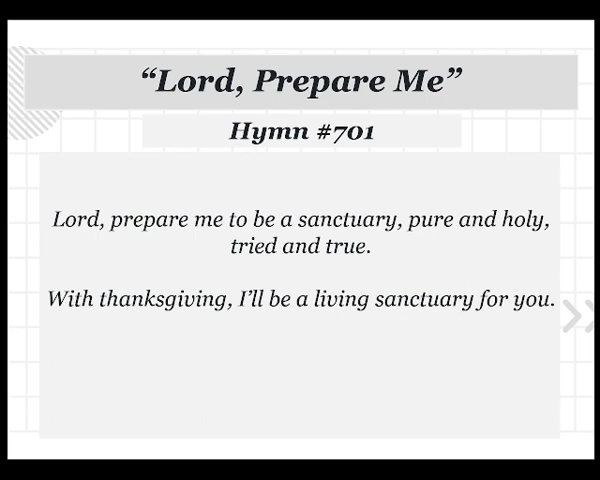 “Lord, Prepare Me”
Hymn #701
Lord, prepare me to be a sanctuary, pure and holy,
tried and true.
With thanksgiving, I’ll be a living sanctuary for you.